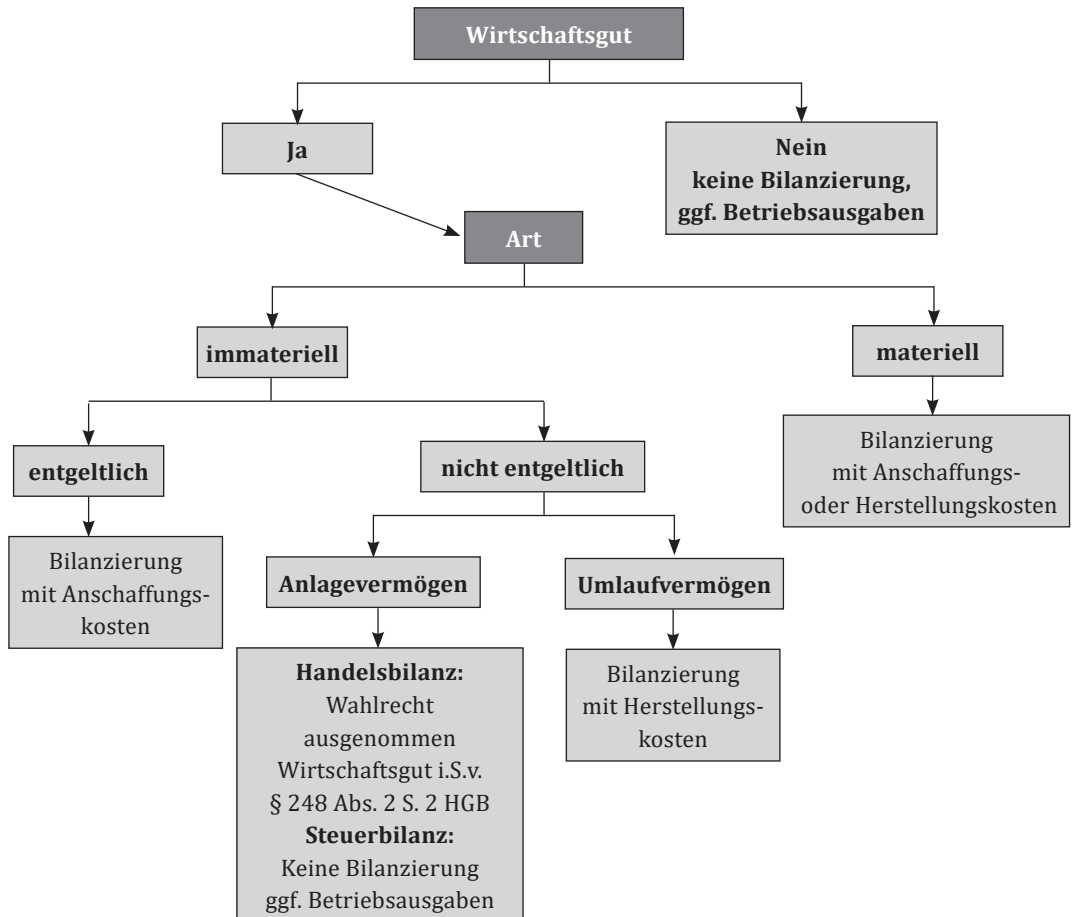 Wirtschaftsgut
Ja
Nein
keine Bilanzierung,
ggf. Betriebsausgaben
Art
immateriell
materiell
entgeltlich
nicht entgeltlich
Bilanzierung
mit Anschaffungs-
oder Herstellungskosten
Bilanzierung
mit Anschaffungs-
kosten
Anlagevermögen
Umlaufvermögen
Handelsbilanz:
Wahlrecht
ausgenommen
Wirtschaftsgut i.S.v.
§ 248 Abs. 2 S. 2 HGB
Steuerbilanz:
Keine Bilanzierung
ggf. Betriebsausgaben
Bilanzierung
mit Herstellungs-
kosten